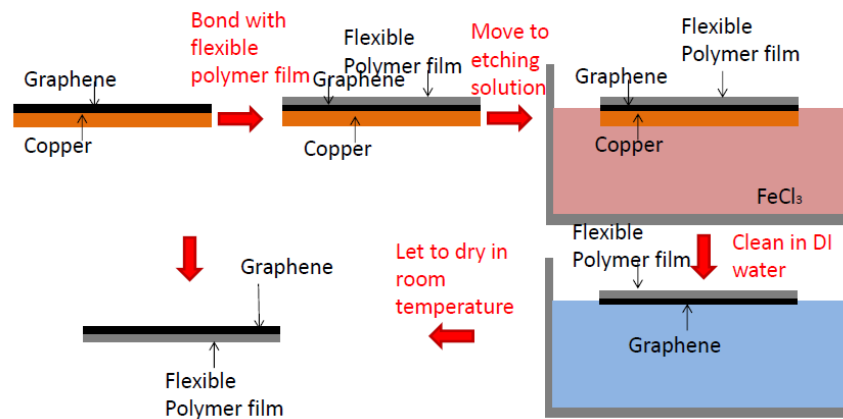 Graphene
Copper
Bond with
flexible
polymer film
Flexible
Polymer film
Graphene
Copper
Move to
etching
solution
Flexible
Polymer film
Graphene
Copper
FeCl₃
Clean in DI
water
Flexible
Polymer film
Graphene
Let to dry in
room
temperature
Graphene
Flexible
Polymer film